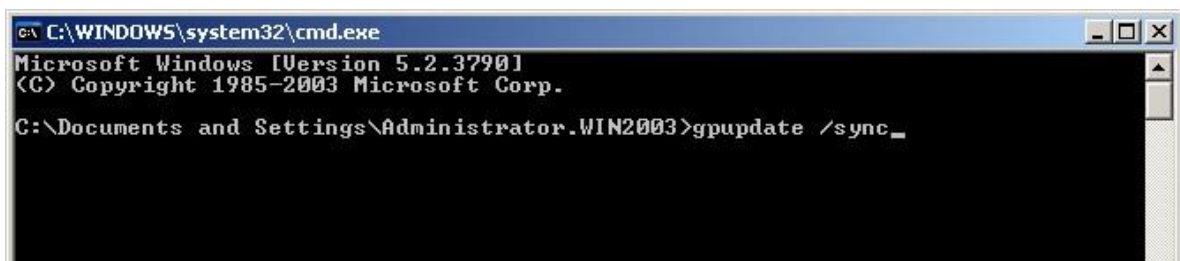 C:\WINDOWS\system32\cmd.exe
Microsoft Windows [Version 5.2.3790]
(C) Copyright 1985-2003 Microsoft Corp.
C:\Documents and Settings\Administrator.WIN2003>gpupdate /sync_